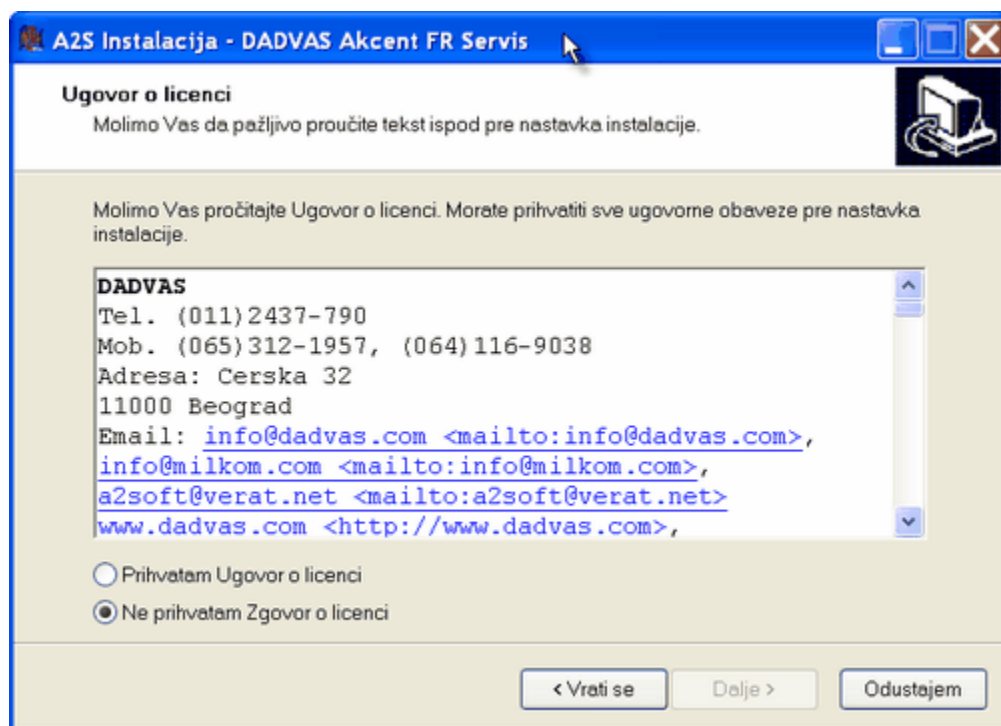 A2S Instalacija - DADVAS Akcent FR Servis
Ugovor o licenci
Molimo Vas da pažljivo proučite tekst ispod pre nastavka instalacije.
Molimo Vas pročitajte Ugovor o licenci. Morate prihvatiti sve ugovorne obaveze pre nastavka
instalacije.
DADVAS
Tel. (011)2437-790
Mob. (065)312-1957, (064)116-9038
Adresa: Cerska 32
11000 Beograd
Email: info@dadvas.com <mailto:info@dadvas.com>,
info@milkom.com <mailto:info@milkom.com>,
a2soft@verat.net <mailto:a2soft@verat.net>
www.dadvas.com <http://www.dadvas.com>,
Prihvatam Ugovor o licenci
Ne prihvatam Zgovor o licenci
< Vrati se
Dalje >
Odustajem